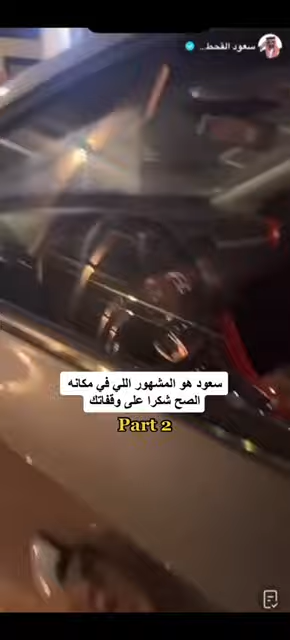 سعود القحط...
سعود هو المشهور اللي في مكانه
الصح شكرا على وقفاتك
Part 2